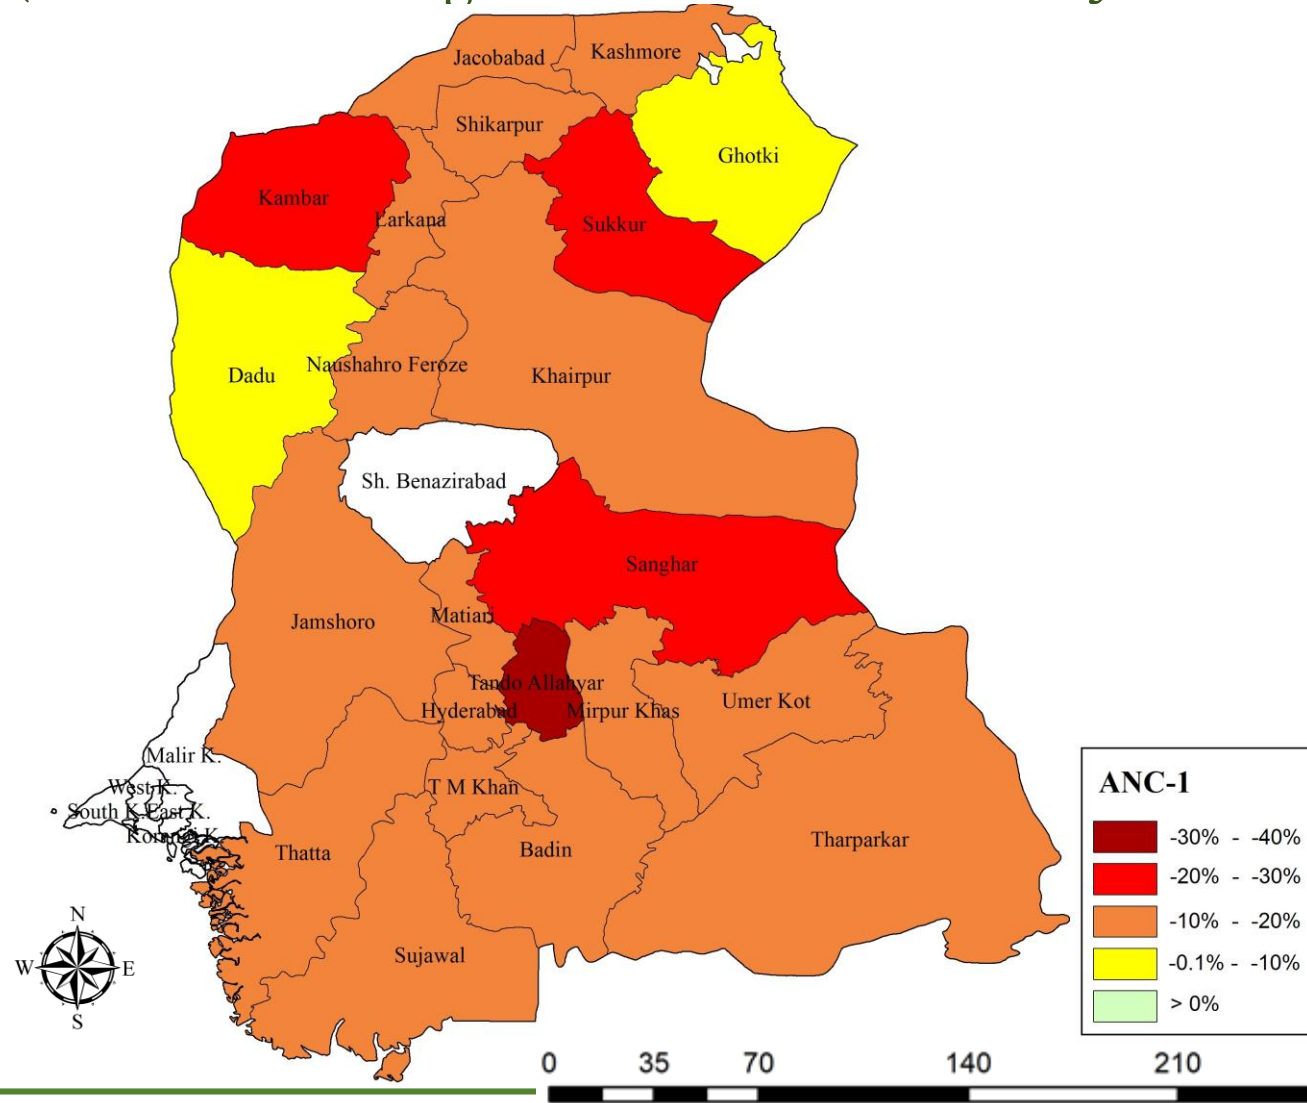 Jacobabad
Kashmore
Shikarpur
Ghotki
Kambar
Larkana
Sukkur
Dadu
Naushahro Feroze
Khairpur
Sh. Benazirabad
Sanghar
Jamshoro
Matiari
Tando Allahyar
Hyderabad
Mirpur Khas
Umer Kot
Malir K.
West K.
South K.
East K.
T M Khan
Thatta
Badin
Tharparkar
Sujawal
N
W
E
S
ANC-1
-30% - -40%
-20% - -30%
-10% - -20%
-0.1% - -10%
> 0%
0 35 70 140 210